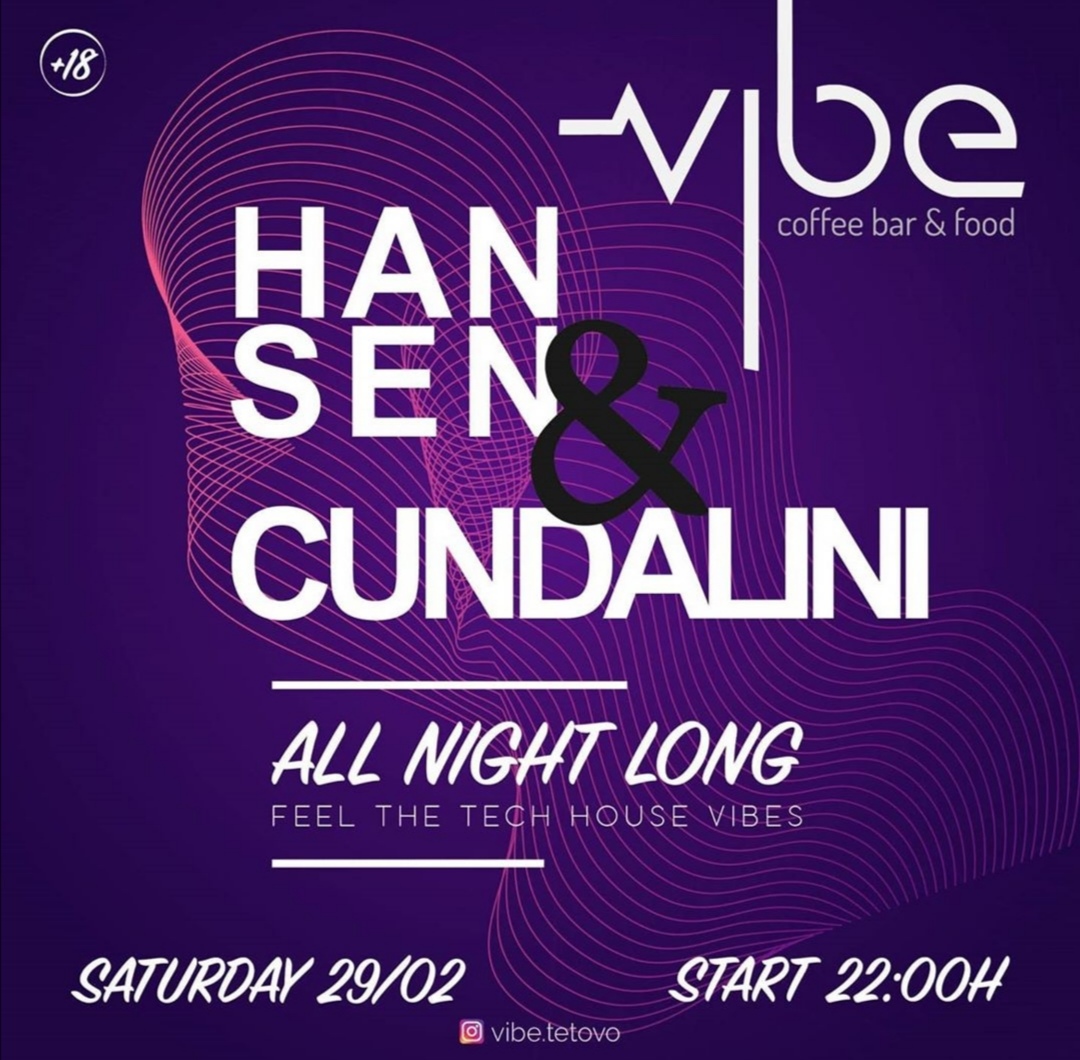 +18
vibe
coffee bar & food
HAN
SEN
&
CUNDALINI
ALL NIGHT LONG
FEEL THE TECH HOUSE VIBES
SATURDAY 29/02
START 22:00H
vibe.tetovo